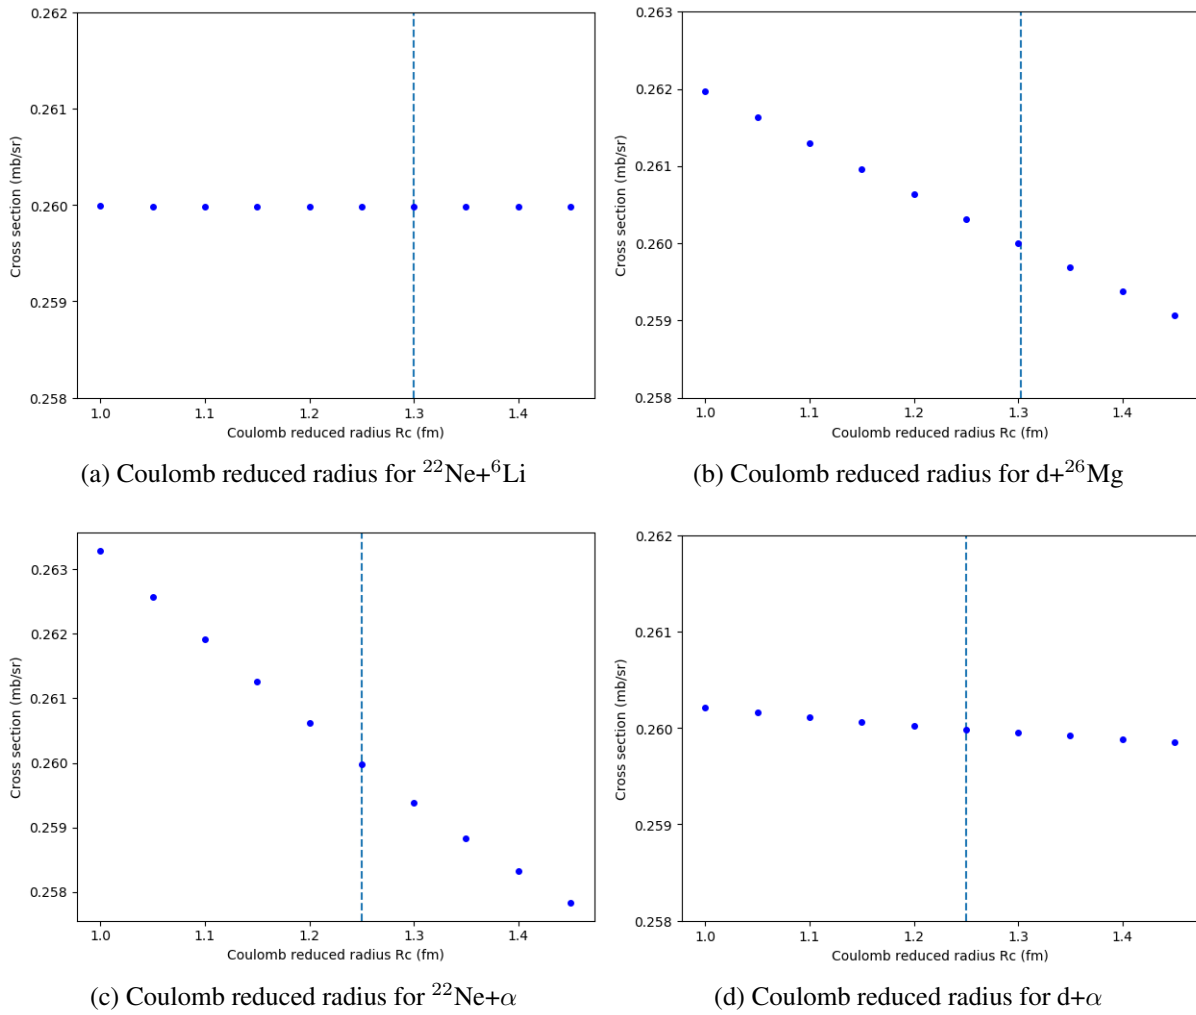 0.262
0.261
0.260
0.259
0.258
Cross section (mb/sr)
1.0 1.1 1.2 1.3 1.4
Coulomb reduced radius Rc (fm)
(a) Coulomb reduced radius for ²²Ne+⁶Li
0.263
0.262
0.261
0.260
0.259
0.258
Cross section (mb/sr)
1.0 1.1 1.2 1.3 1.4
Coulomb reduced radius Rc (fm)
(b) Coulomb reduced radius for d+²⁶Mg
0.263
0.262
0.261
0.260
0.259
0.258
Cross section (mb/sr)
1.0 1.1 1.2 1.3 1.4
Coulomb reduced radius Rc (fm)
(c) Coulomb reduced radius for ²²Ne+α
0.262
0.261
0.260
0.259
0.258
Cross section (mb/sr)
1.0 1.1 1.2 1.3 1.4
Coulomb reduced radius Rc (fm)
(d) Coulomb reduced radius for d+α